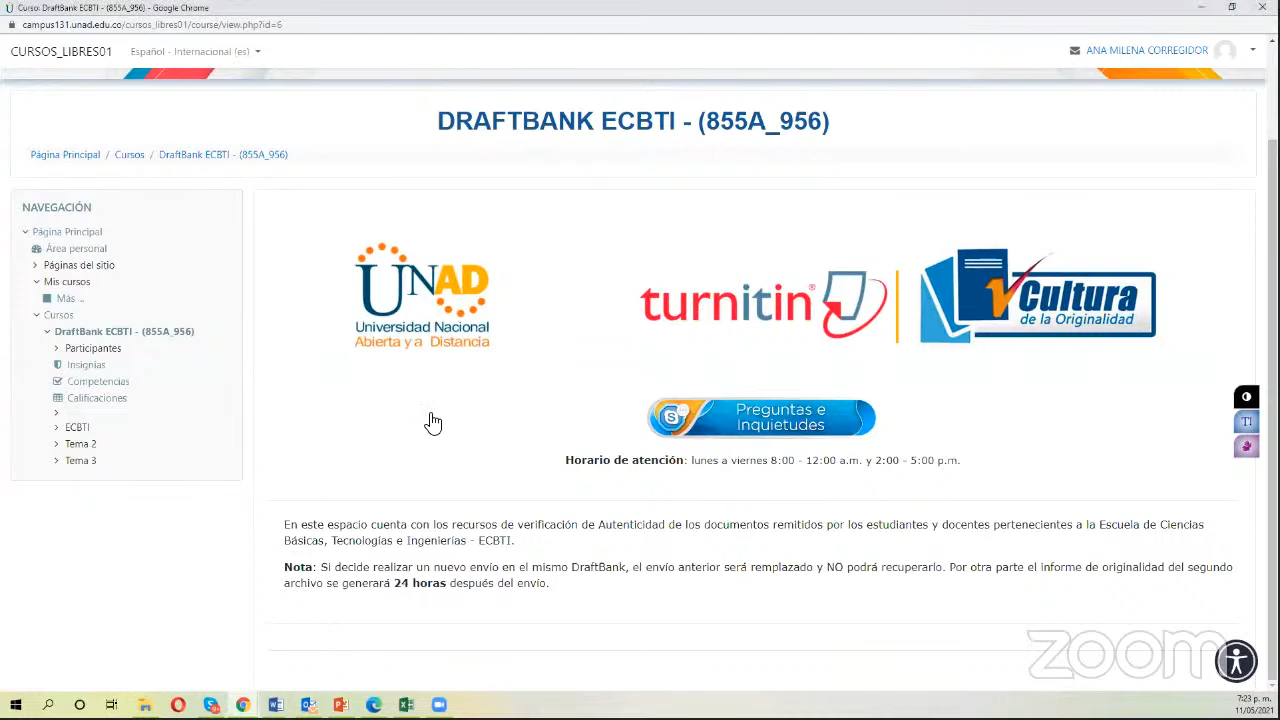 Curso: DraftBank ECBTI - (855A_956) - Google Chrome
campus131.unad.edu.co/cursos_libres01/course/view.php?id=6
CURSOS_LIBRES01 Español - Internacional (es) ANA MILENA CORREGIDOR
DRAFTBANK ECBTI - (855A_956)
Página Principal / Cursos / DraftBank ECBTI - (855A_956)
NAVEGACIÓN
Página Principal
Área personal
Páginas del sitio
Mis cursos
Más ...
Cursos
DraftBank ECBTI - (855A_956)
Participantes
Insignias
Competencias
Calificaciones
ECBTI
Tema 2
Tema 3
UNAD
Universidad Nacional
Abierta y a Distancia
turnitin®
Cultura
de la Originalidad
Preguntas e
Inquietudes
Horario de atención: lunes a viernes 8:00 - 12:00 a.m. y 2:00 - 5:00 p.m.
En este espacio cuenta con los recursos de verificación de Autenticidad de los documentos remitidos por los estudiantes y docentes pertenecientes a la Escuela de Ciencias
Básicas, Tecnologías e Ingenierías - ECBTI.
Nota: Si decide realizar un nuevo envío en el mismo DraftBank, el envío anterior será remplazado y NO podrá recuperarlo. Por otra parte el informe de originalidad del segundo
archivo se generará 24 horas después del envío.
TI
zoom
7:23 p. m.
11/05/2021